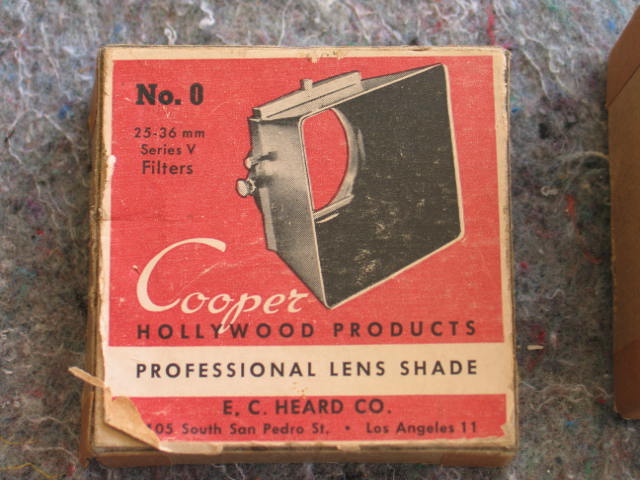 No. 0
25-36 mm
Series V
Filters
Cooper
HOLLYWOOD PRODUCTS
PROFESSIONAL LENS SHADE
E. C. HEARD CO.
105 South San Pedro St. • Los Angeles 11